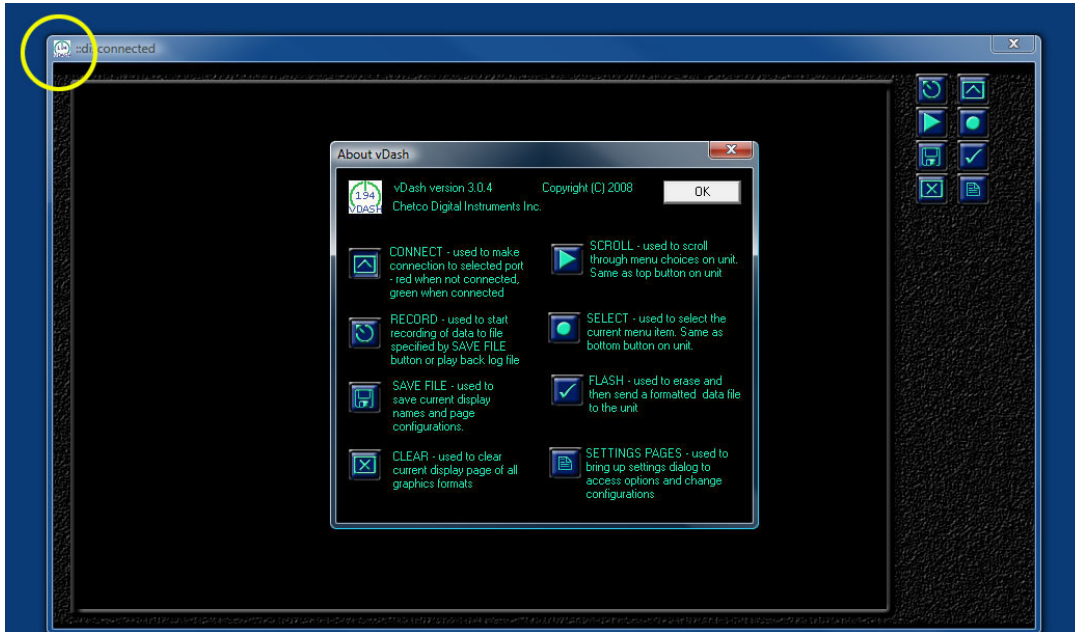 ::disconnected
About vDash
vDash version 3.0.4 Copyright (C) 2008
Chetco Digital Instruments Inc.
OK
194
VDASH
CONNECT - used to make
connection to selected port
- red when not connected,
green when connected
SCROLL - used to scroll
through menu choices on unit.
Same as top button on unit
RECORD - used to start
recording of data to file
specified by SAVE FILE
button or play back log file
SELECT - used to select the
current menu item. Same as
bottom button on unit.
SAVE FILE - used to
save current display
names and page
configurations.
FLASH - used to erase and
then send a formatted data file
to the unit
CLEAR - used to clear
current display page of all
graphics formats
SETTINGS PAGES - used to
bring up settings dialog to
access options and change
configurations